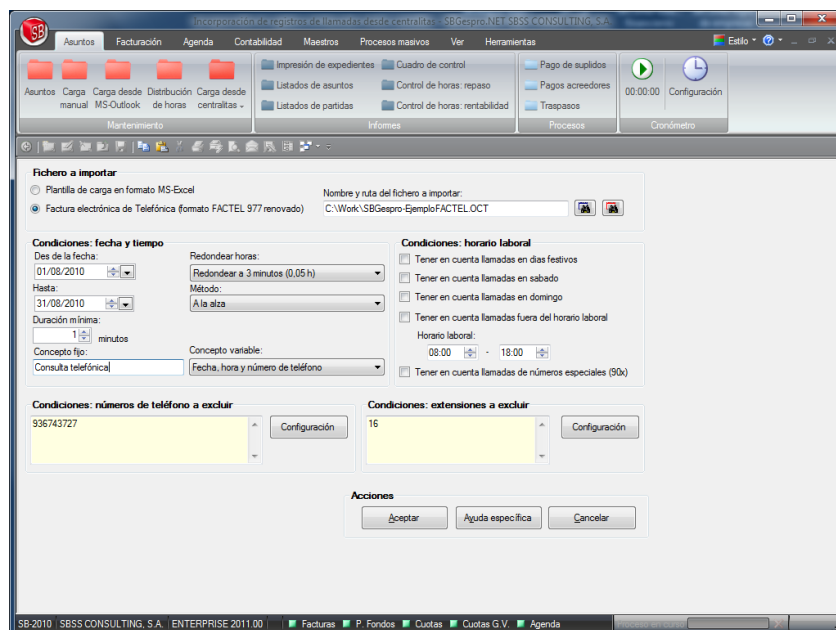 Incorporación de registros de llamadas desde centralitas - SBGespro.NET SBSS CONSULTING, S.A.
SB
Asuntos Facturación Agenda Contabilidad Maestros Procesos masivos Ver Herramientas Estilo
Asuntos
Carga manual
Carga desde MS-Outlook
Distribución de horas
Carga desde centralitas
Mantenimiento
Impresión de expedientes
Listados de asuntos
Listados de partidas
Cuadro de control
Control de horas: repaso
Control de horas: rentabilidad
Informes
Pago de suplidos
Pagos acreedores
Traspasos
Procesos
00:00:00 Configuración
Cronómetro
Fichero a importar
Plantilla de carga en formato MS-Excel
Factura electrónica de Telefónica (formato FACTEL 977 renovado)
Nombre y ruta del fichero a importar:
C:\Work\SBGespro-EjemploFACTEL.OCT
Condiciones: fecha y tiempo
Des de la fecha:
01/08/2010
Hasta:
31/08/2010
Duración mínima:
1 minutos
Concepto fijo:
Consulta telefónica
Redondear horas:
Redondear a 3 minutos (0,05 h)
Método:
A la alza
Concepto variable:
Fecha, hora y número de teléfono
Condiciones: horario laboral
Tener en cuenta llamadas en dias festivos
Tener en cuenta llamadas en sabado
Tener en cuenta llamadas en domingo
Tener en cuenta llamadas fuera del horario laboral
Horario laboral:
08:00 - 18:00
Tener en cuenta llamadas de números especiales (90x)
Condiciones: números de teléfono a excluir
936743727
Configuración
Condiciones: extensiones a excluir
16
Configuración
Acciones
Aceptar Ayuda específica Cancelar
SB-2010 SBSS CONSULTING, S.A. ENTERPRISE 2011.00 Facturas P. Fondos Cuotas Cuotas G.V. Agenda Proceso en curso